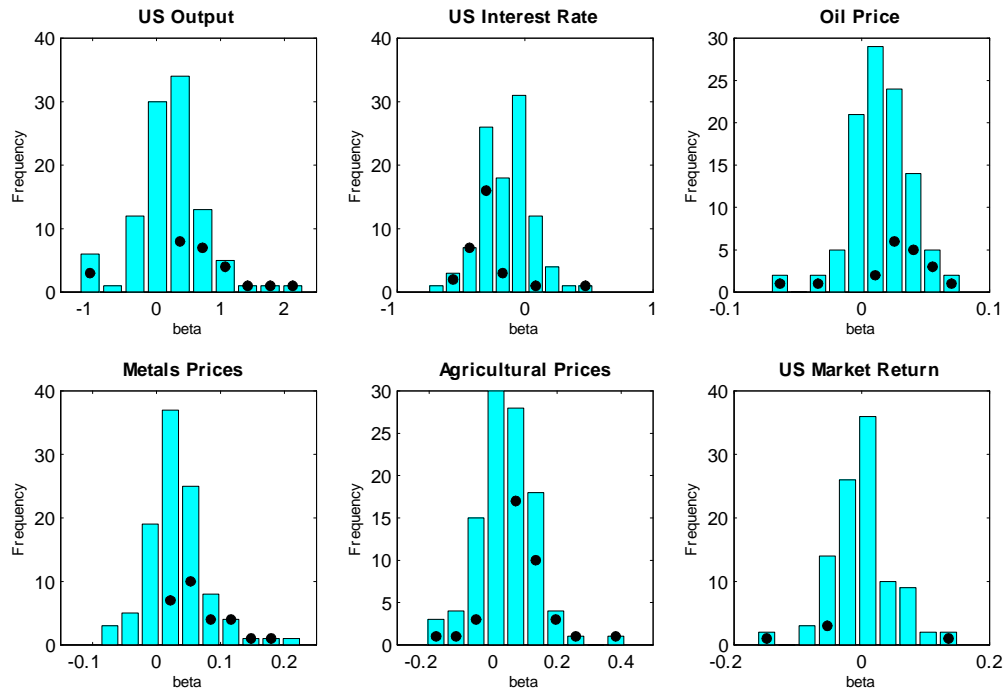 US Output
40
30
20
10
0
Frequency
-1 0 1 2
beta
US Interest Rate
40
30
20
10
0
Frequency
-1 0 1
beta
Oil Price
30
25
20
15
10
5
0
Frequency
-0.1 0 0.1
beta
Metals Prices
40
30
20
10
0
Frequency
-0.1 0 0.1 0.2
beta
Agricultural Prices
30
25
20
15
10
5
0
Frequency
-0.2 0 0.2 0.4
beta
US Market Return
40
30
20
10
0
Frequency
-0.2 0 0.2
beta